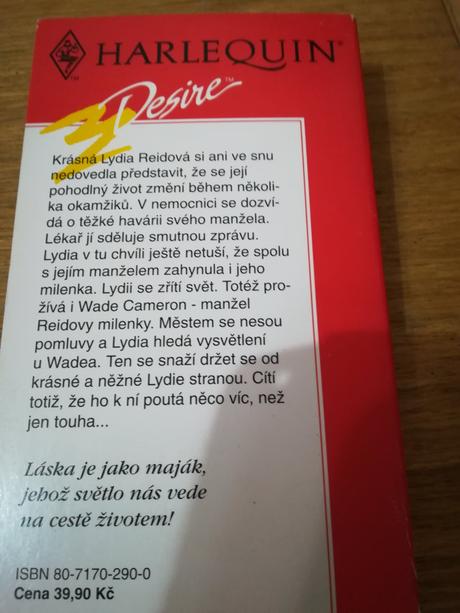 HARLEQUIN®
Desire™
Krásná Lydia Reidová si ani ve snu
nedovedla představit, že se její
pohodlný život změní během několi-
ka okamžiků. V nemocnici se dozví-
dá o těžké havárii svého manžela.
Lékař jí sděluje smutnou zprávu.
Lydia v tu chvíli ještě netuší, že spolu
s jejím manželem zahynula i jeho
milenka. Lydii se zřítí svět. Totéž pro-
žívá i Wade Cameron - manžel
Reidovy milenky. Městem se nesou
pomluvy a Lydia hledá vysvětlení
u Wadea. Ten se snaží držet se od
krásné a něžné Lydie stranou. Cítí
totiž, že ho k ní poutá něco víc, než
jen touha...
Láska je jako maják,
jehož světlo nás vede
na cestě životem!
ISBN 80-7170-290-0
Cena 39,90 Kč